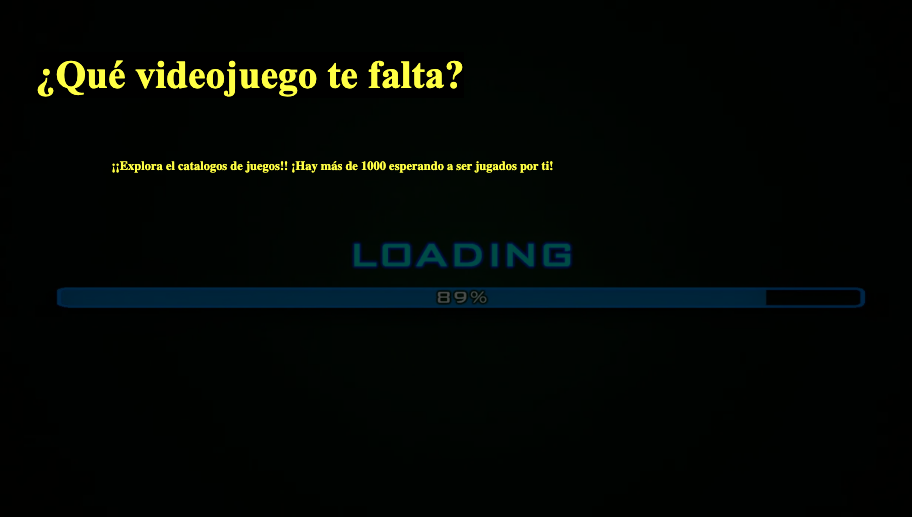 ¿Qué videojuego te falta?
¡¡Explora el catalogos de juegos!! ¡Hay más de 1000 esperando a ser jugados por ti!
LOADING
89%